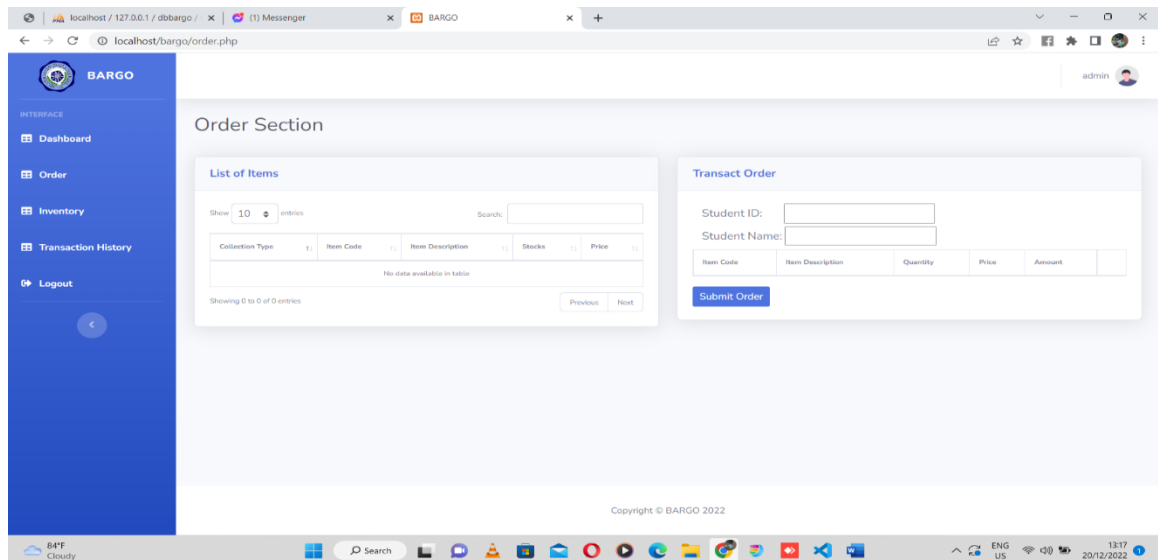 localhost / 127.0.0.1 / dbbargo /
(1) Messenger
BARGO
localhost/bargo/order.php
BARGO
admin
INTERFACE
Dashboard
Order
Inventory
Transaction History
Logout
Order Section
List of Items
Show 10 entries
Search:
Collection Type Item Code Item Description Stocks Price
No data available in table
Showing 0 to 0 of 0 entries
Previous Next
Transact Order
Student ID:
Student Name:
Item Code Item Description Quantity Price Amount
Submit Order
Copyright © BARGO 2022
84°F
Cloudy
Search
ENG
US
13:17
20/12/2022
1